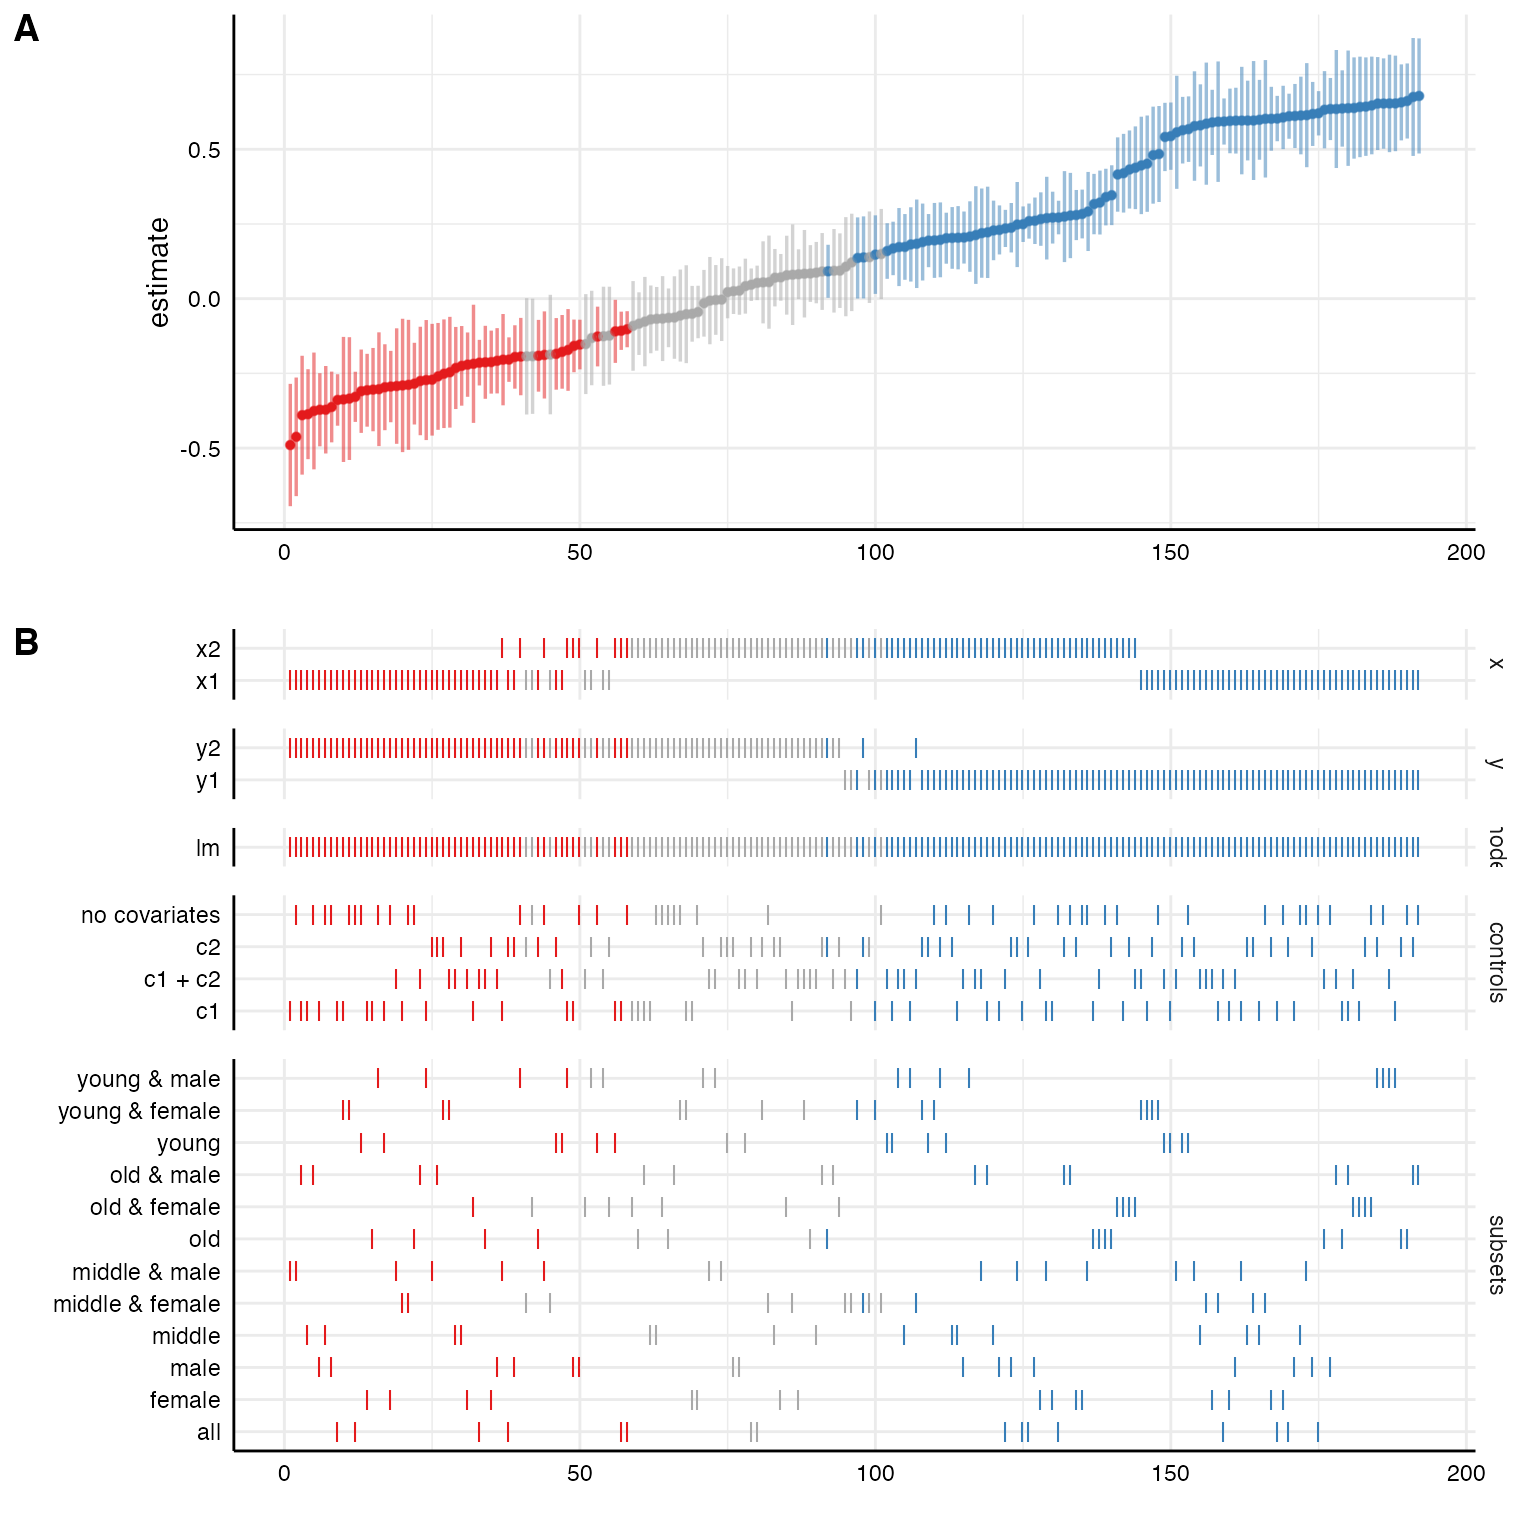 A
estimate
0.5
0.0
-0.5
0 50 100 150 200
B
x2
x1
x
y2
y1
y
lm
no covariates
c2
c1 + c2
c1
controls
young & male
young & female
young
old & male
old & female
old
middle & male
middle & female
middle
male
female
all
subsets
0 50 100 150 200